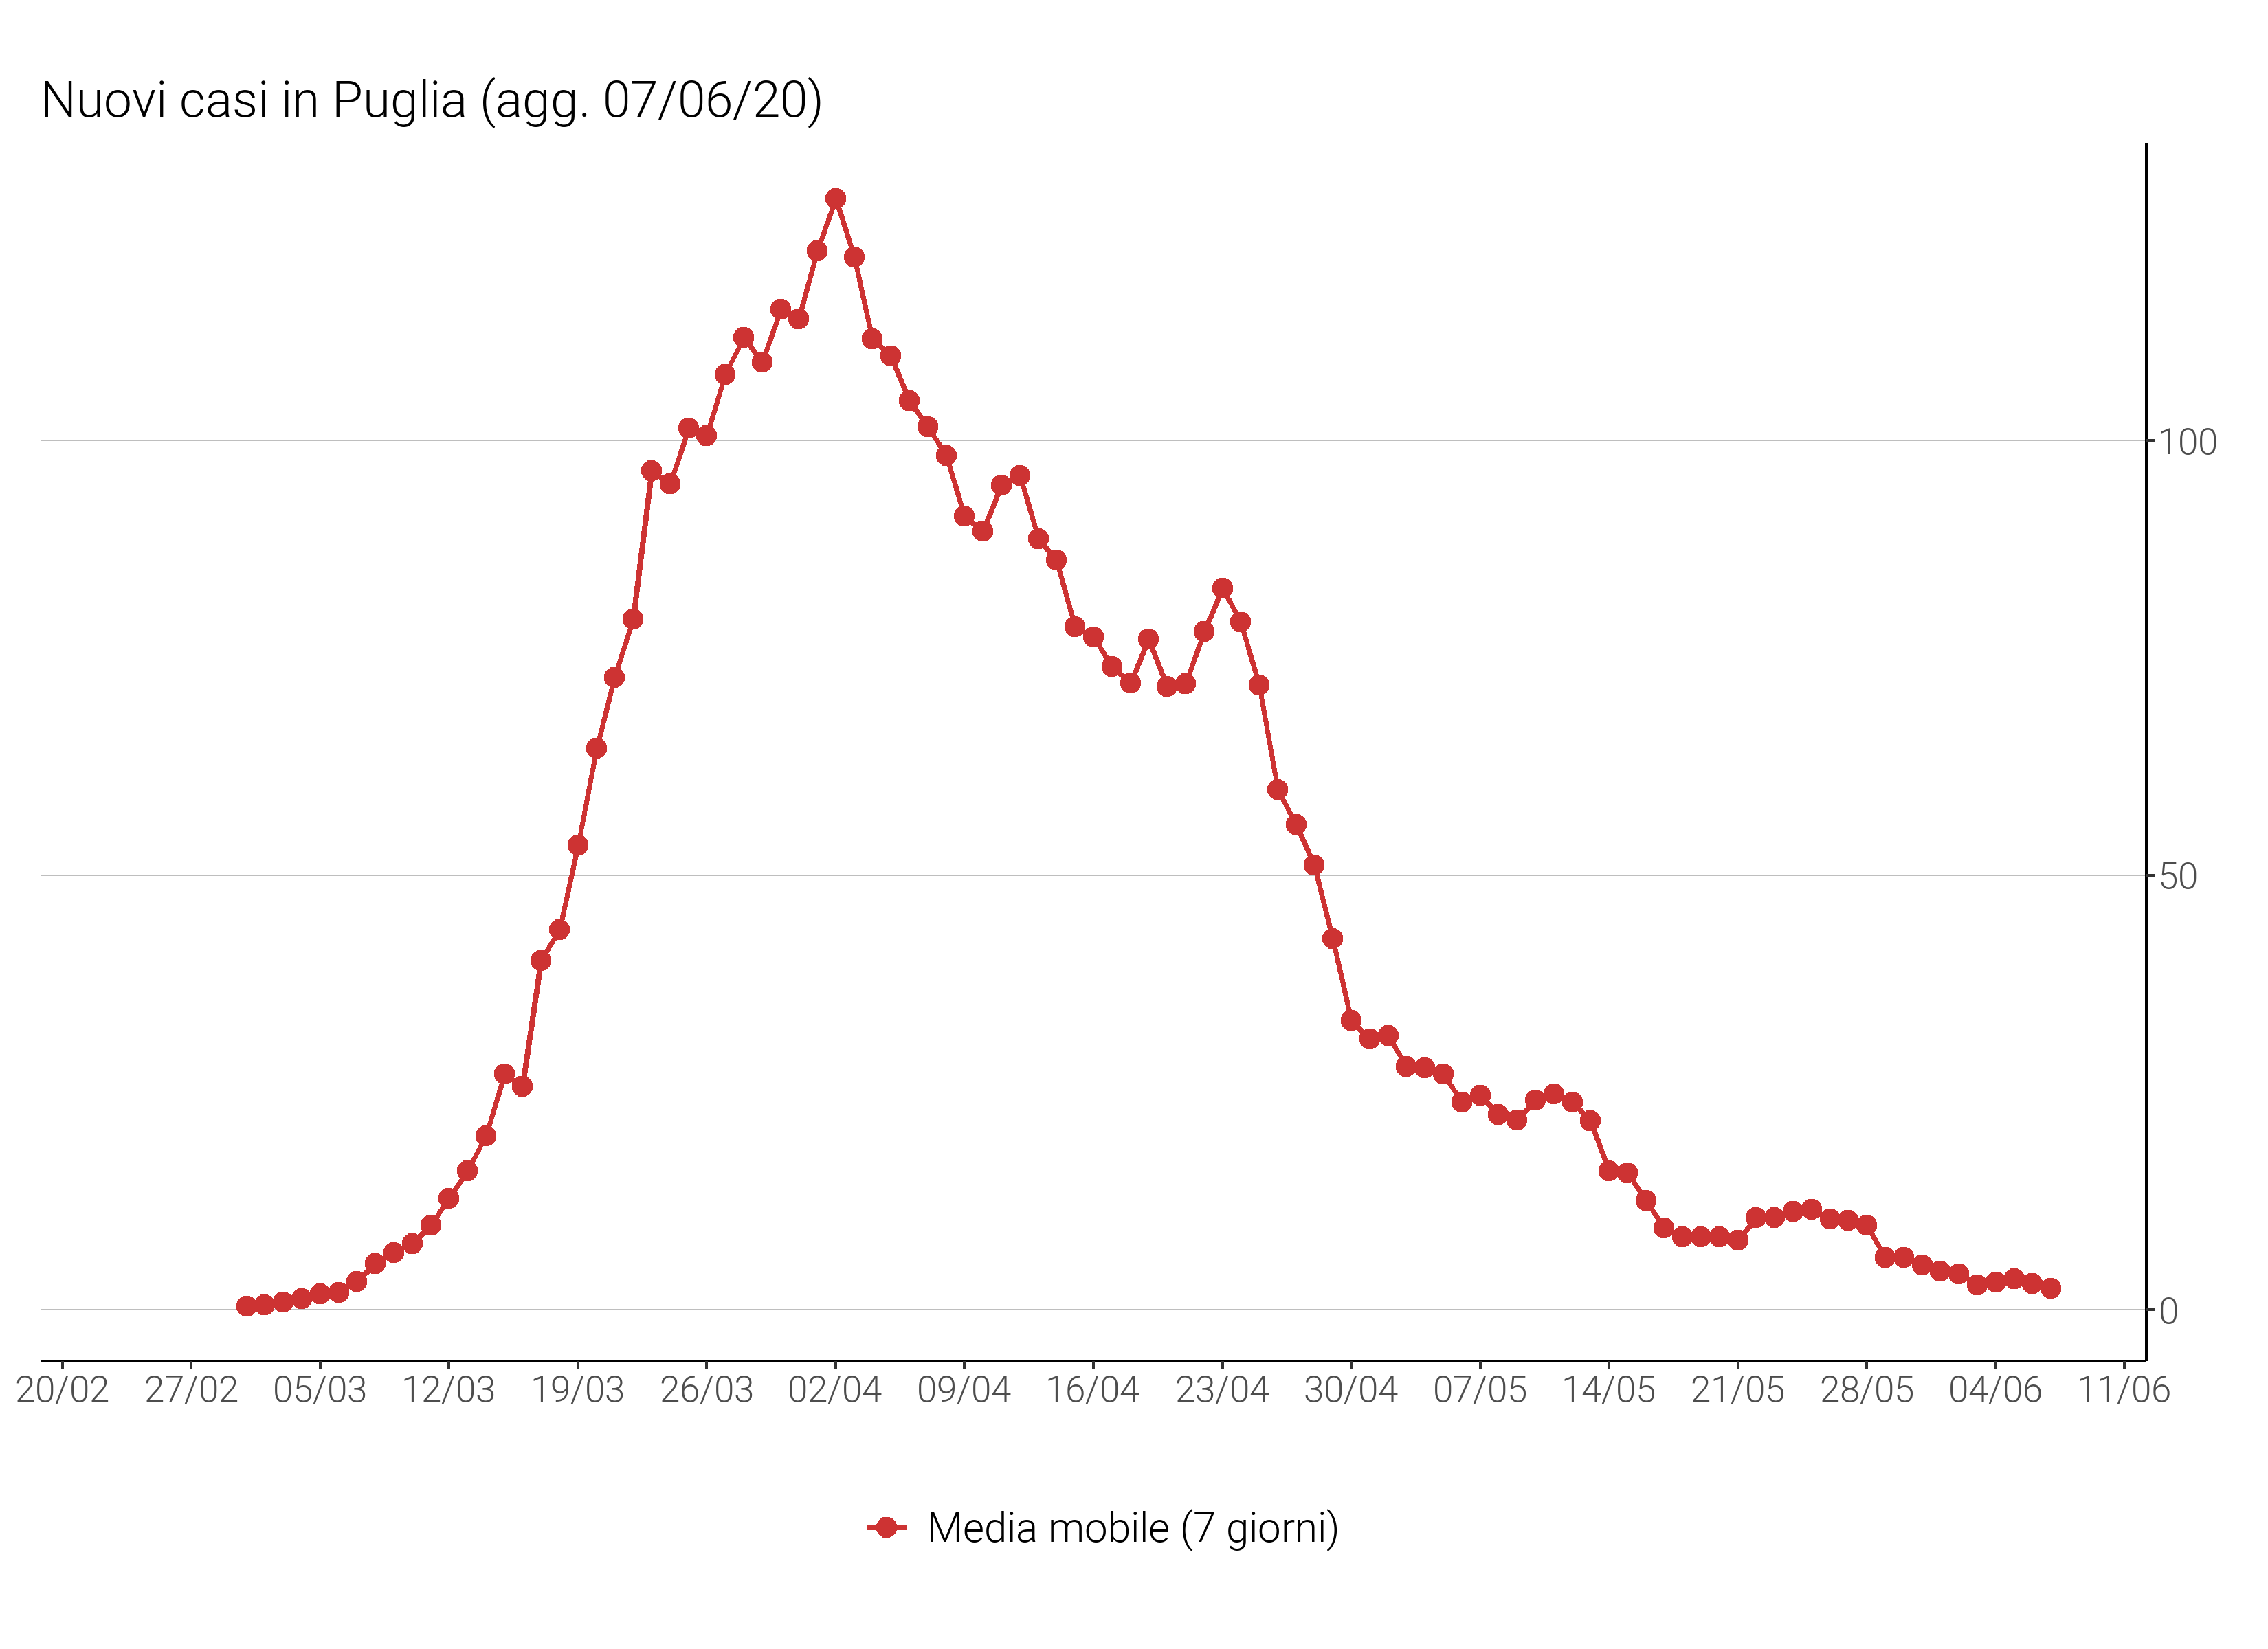 Nuovi casi in Puglia (agg. 07/06/20)
100
50
0
20/02 27/02 05/03 12/03 19/03 26/03 02/04 09/04 16/04 23/04 30/04 07/05 14/05 21/05 28/05 04/06 11/06
Media mobile (7 giorni)